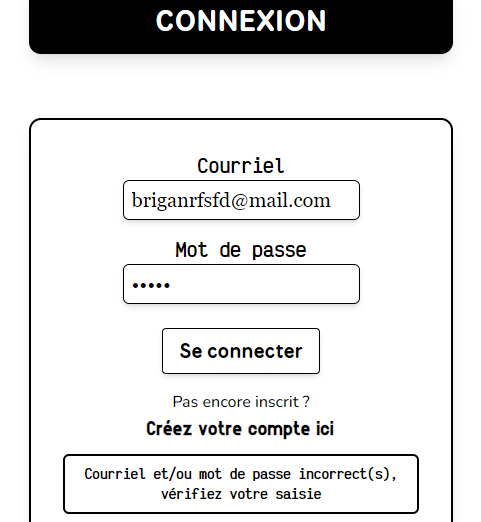 CONNEXION
Courriel
briganrfsfd@mail.com
Mot de passe
•••••
Se connecter
Pas encore inscrit ?
Créez votre compte ici
Courriel et/ou mot de passe incorrect(s),
vérifiez votre saisie